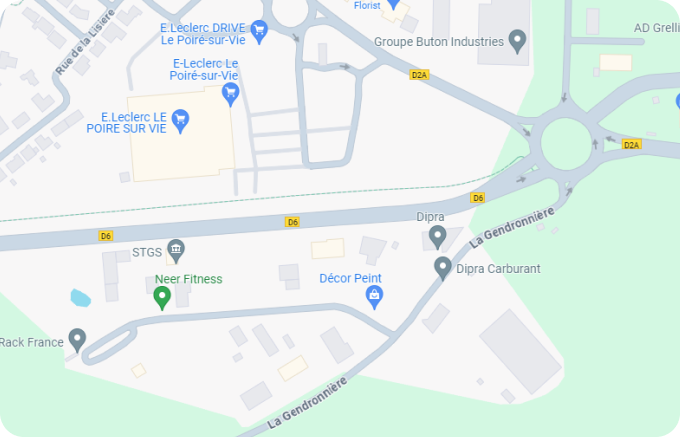 Florist
E.Leclerc DRIVE
Le Poiré-sur-Vie
AD Grelli
Groupe Buton Industries
Rue de la Lisière
E-Leclerc Le
Poiré-sur-Vie
D2A
E.Leclerc LE
POIRE SUR VIE
D2A
D6
D6
D6
Dipra
La Gendronnière
STGS
Neer Fitness
Décor Peint
Dipra Carburant
Rack France
La Gendronnière